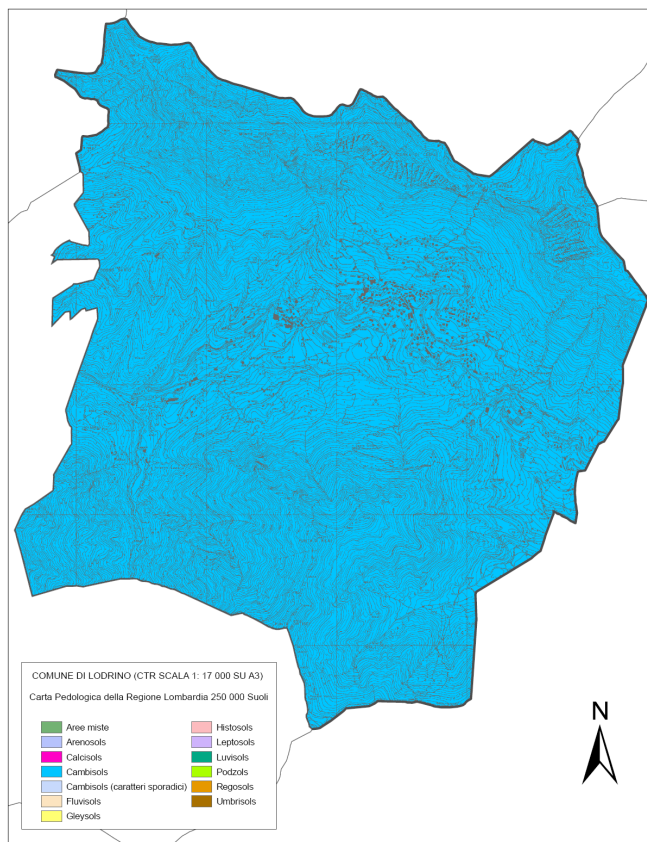 COMUNE DI LODRINO (CTR SCALA 1: 17 000 SU A3)
Carta Pedologica della Regione Lombardia 250 000 Suoli
Aree miste
Arenosols
Calcisols
Cambisols
Cambisols (caratteri sporadici)
Fluvisols
Gleysols
Histosols
Leptosols
Luvisols
Podzols
Regosols
Umbrisols
N